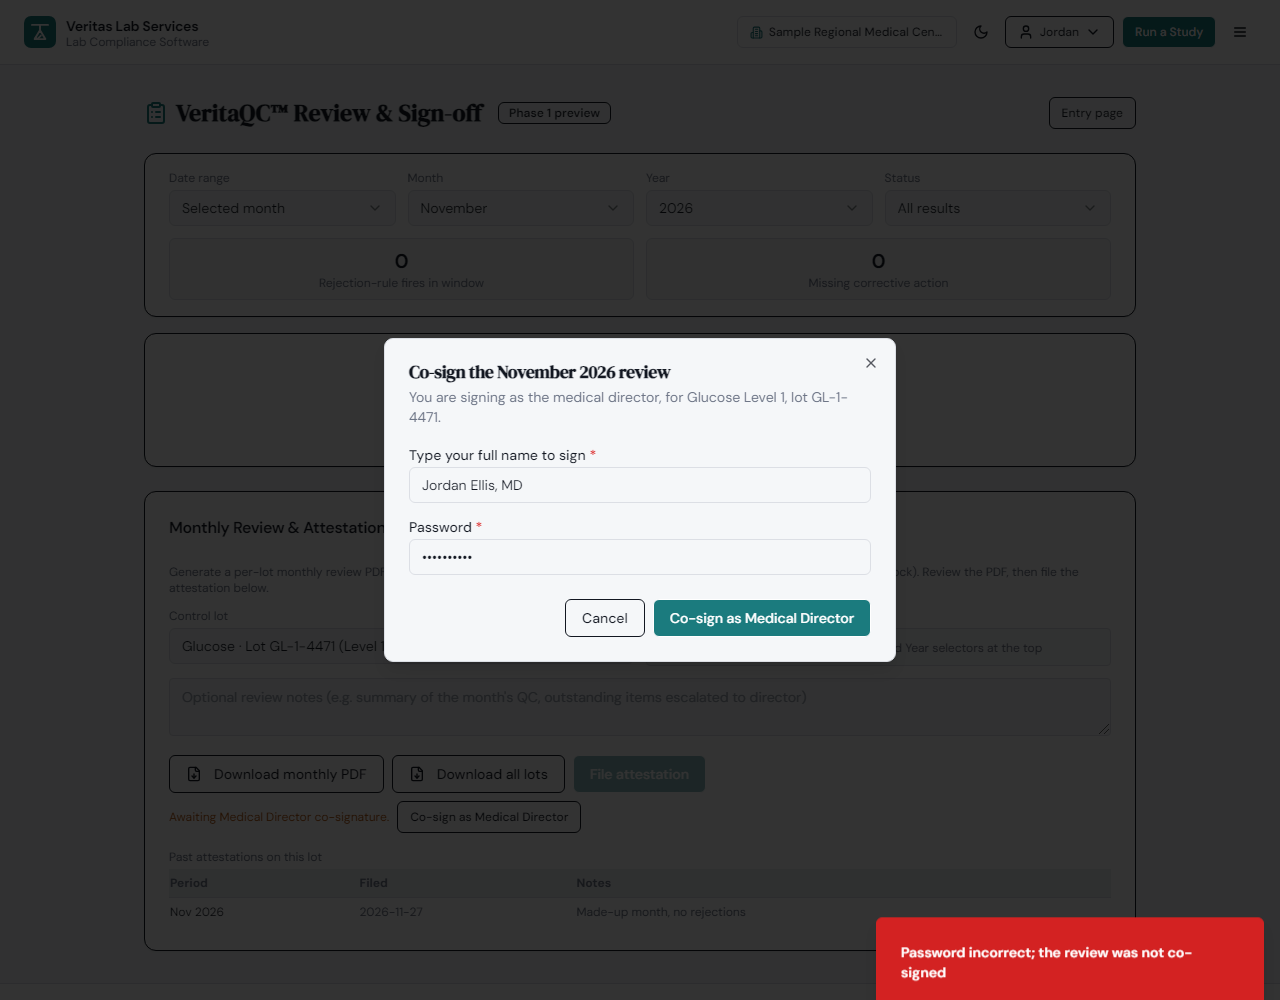 Veritas Lab Services
Lab Compliance Software
Sample Regional Medical Cen...
Jordan
Run a Study
VeritaQC™ Review & Sign-off
Phase 1 preview
Entry page
Date range
Month
Year
Status
Selected month
November
2026
All results
0
Rejection-rule fires in window
0
Missing corrective action
Co-sign the November 2026 review
You are signing as the medical director, for Glucose Level 1, lot GL-1-
4471.
Type your full name to sign *
Jordan Ellis, MD
Password *
••••••••••
Cancel
Co-sign as Medical Director
Monthly Review & Attestation
Generate a per-lot monthly review PDF
ock). Review the PDF, then file the
attestation below.
Control lot
Glucose · Lot GL-1-4471 (Level 1
d Year selectors at the top
Optional review notes (e.g. summary of the month's QC, outstanding items escalated to director)
Download monthly PDF
Download all lots
File attestation
Awaiting Medical Director co-signature.
Co-sign as Medical Director
Past attestations on this lot
Period
Filed
Notes
Nov 2026
2026-11-27
Made-up month, no rejections
Password incorrect; the review was not co-
signed